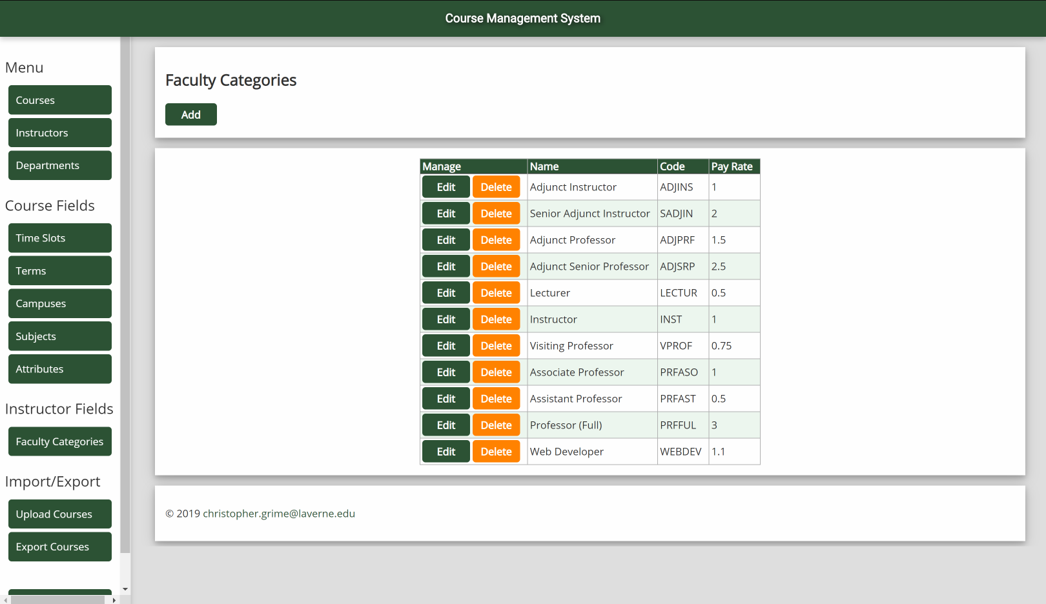 Course Management System
Menu
Courses
Instructors
Departments
Course Fields
Time Slots
Terms
Campuses
Subjects
Attributes
Instructor Fields
Faculty Categories
Import/Export
Upload Courses
Export Courses
Faculty Categories
Add
Manage Name Code Pay Rate
Edit Delete Adjunct Instructor ADJINS 1
Edit Delete Senior Adjunct Instructor SADJIN 2
Edit Delete Adjunct Professor ADJPRF 1.5
Edit Delete Adjunct Senior Professor ADJSRP 2.5
Edit Delete Lecturer LECTUR 0.5
Edit Delete Instructor INST 1
Edit Delete Visiting Professor VPROF 0.75
Edit Delete Associate Professor PRFASO 1
Edit Delete Assistant Professor PRFAST 0.5
Edit Delete Professor (Full) PRFFUL 3
Edit Delete Web Developer WEBDEV 1.1
© 2019 christopher.grime@laverne.edu